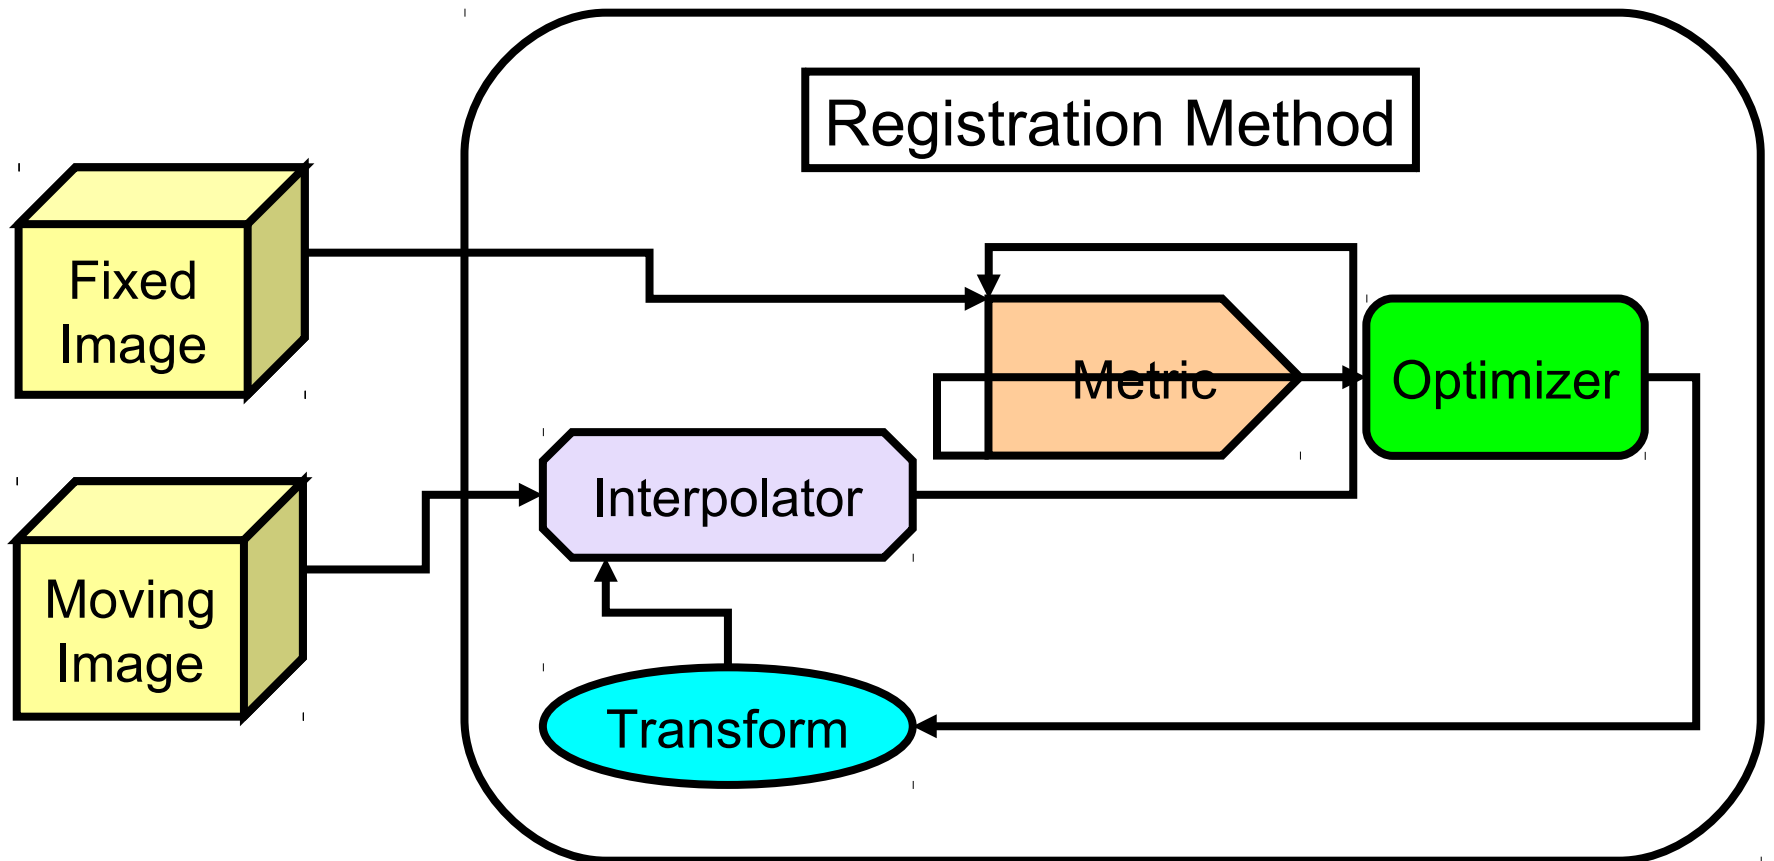 Registration Method
Fixed
Image
Metric
Optimizer
Interpolator
Moving
Image
Transform